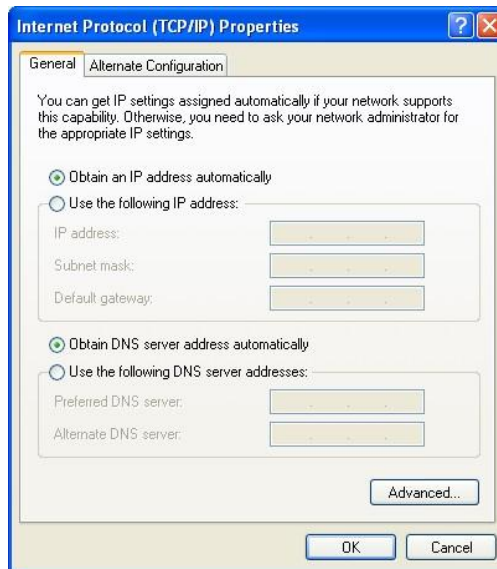 Internet Protocol (TCP/IP) Properties
General
Alternate Configuration
You can get IP settings assigned automatically if your network supports
this capability. Otherwise, you need to ask your network administrator for
the appropriate IP settings.
Obtain an IP address automatically
Use the following IP address:
IP address:
Subnet mask:
Default gateway:
Obtain DNS server address automatically
Use the following DNS server addresses:
Preferred DNS server:
Alternate DNS server:
Advanced...
OK
Cancel